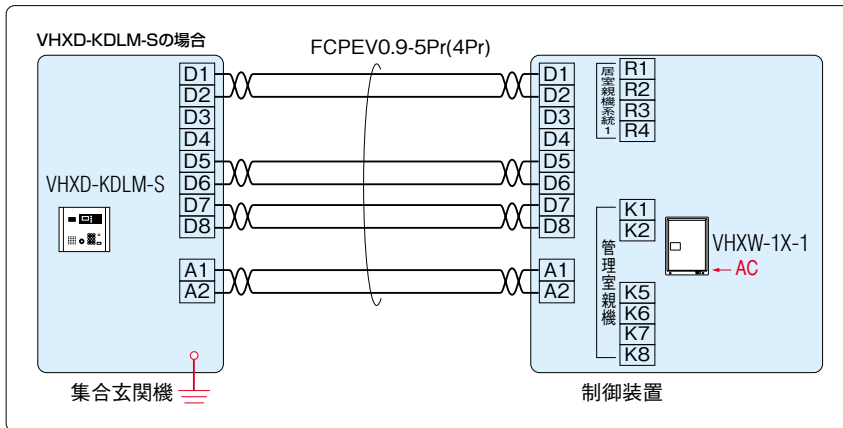 VHXD-KDLM-Sの場合
FCPEV0.9-5Pr(4Pr)
VHXD-KDLM-S
D1
D2
D3
D4
D5
D6
D7
D8
A1
A2
集合玄関機
D1
D2
D3
D4
D5
D6
D7
D8
A1
A2
居室親機系統1
R1
R2
R3
R4
管理室親機
K1
K2
K5
K6
K7
K8
VHXW-1X-1
AC
制御装置